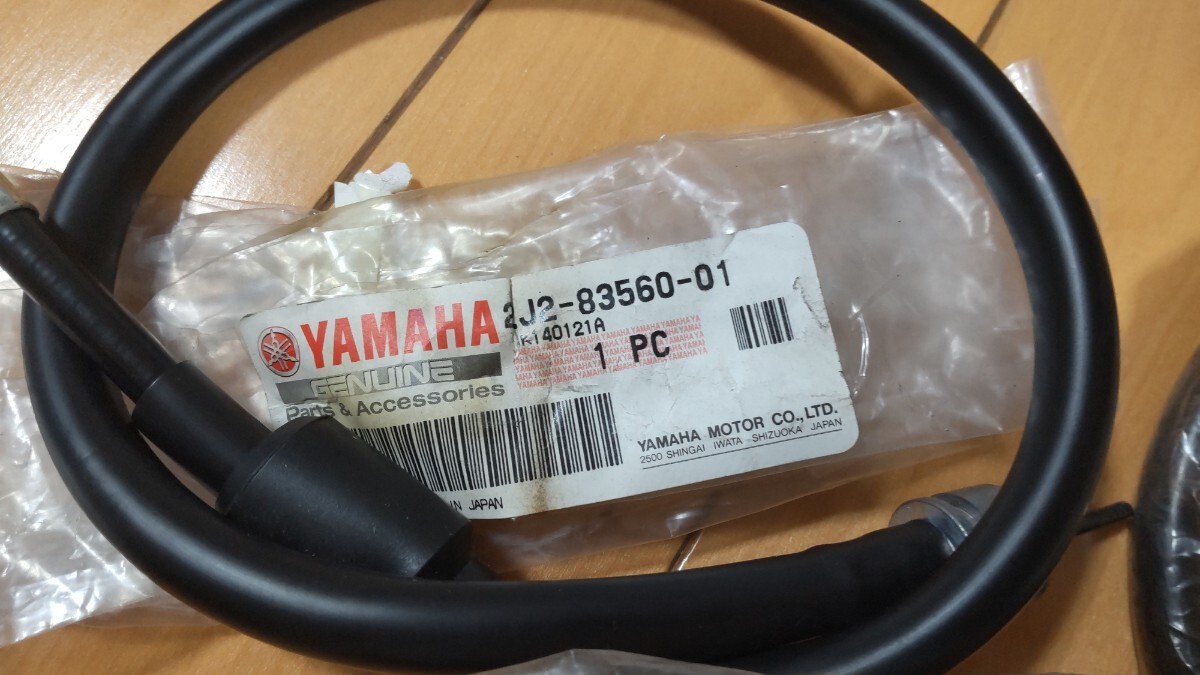 YAMAHA
GENUINE
Parts & Accessories
2J2-83560-01
K140121A
1 PC
YAMAHA MOTOR CO.,LTD.
2500 SHINGAI IWATA SHIZUOKA JAPAN
IN JAPAN